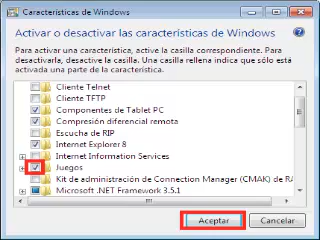 Características de Windows
Activar o desactivar las características de Windows
Para activar una característica, active la casilla correspondiente. Para
desactivarla, desactive la casilla. Una casilla rellena indica que sólo está
activada una parte de la característica.
Cliente Telnet
Cliente TFTP
Componentes de Tablet PC
Compresión diferencial remota
Escucha de RIP
Internet Explorer 8
Internet Information Services
Juegos
Kit de administración de Connection Manager (CMAK) de RA
Microsoft .NET Framework 3.5.1
Aceptar
Cancelar